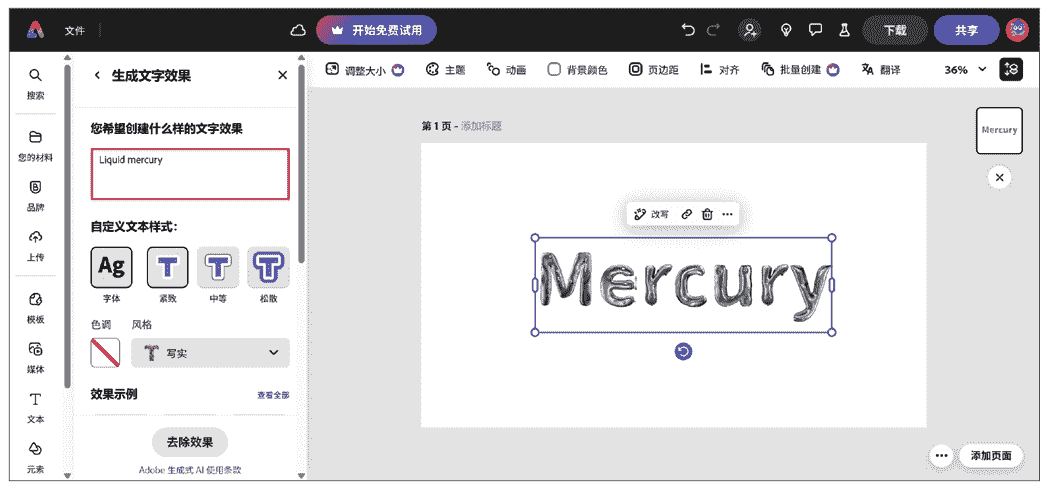 文件
开始免费试用
下载
共享
搜索
您的材料
品牌
上传
模板
媒体
文本
元素
生成文字效果
您希望创建什么样的文字效果
Liquid mercury
自定义文本样式：
Ag
字体
紧致
中等
松散
色调 风格
写实
效果示例 查看全部
去除效果
Adobe 生成式 AI 使用条款
调整大小 主题 动画 背景颜色 页边距 对齐 批量创建 翻译 36%
第 1 页 - 添加标题
改写
Mercury
Mercury
添加页面